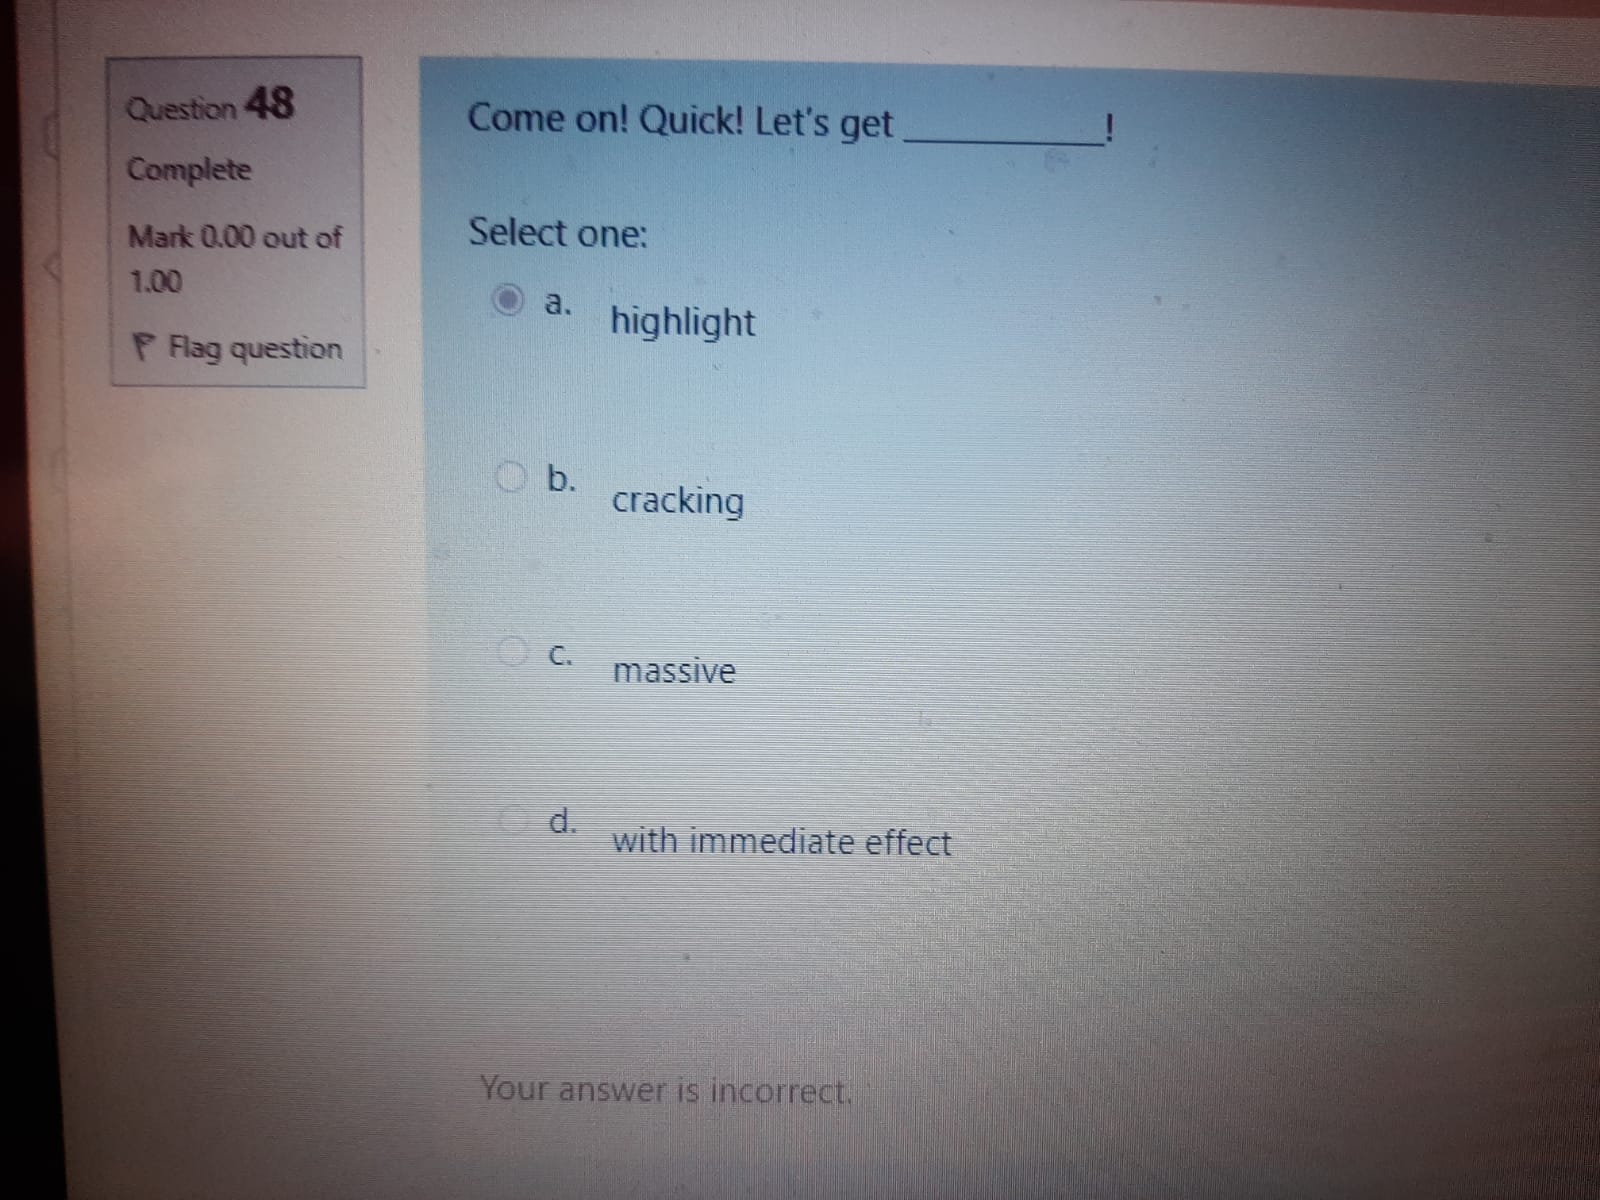 Question 48
Complete
Mark 0.00 out of
1.00
Flag question
Come on! Quick! Let's get __________!
Select one:
a. highlight
b. cracking
c. massive
d. with immediate effect
Your answer is incorrect.